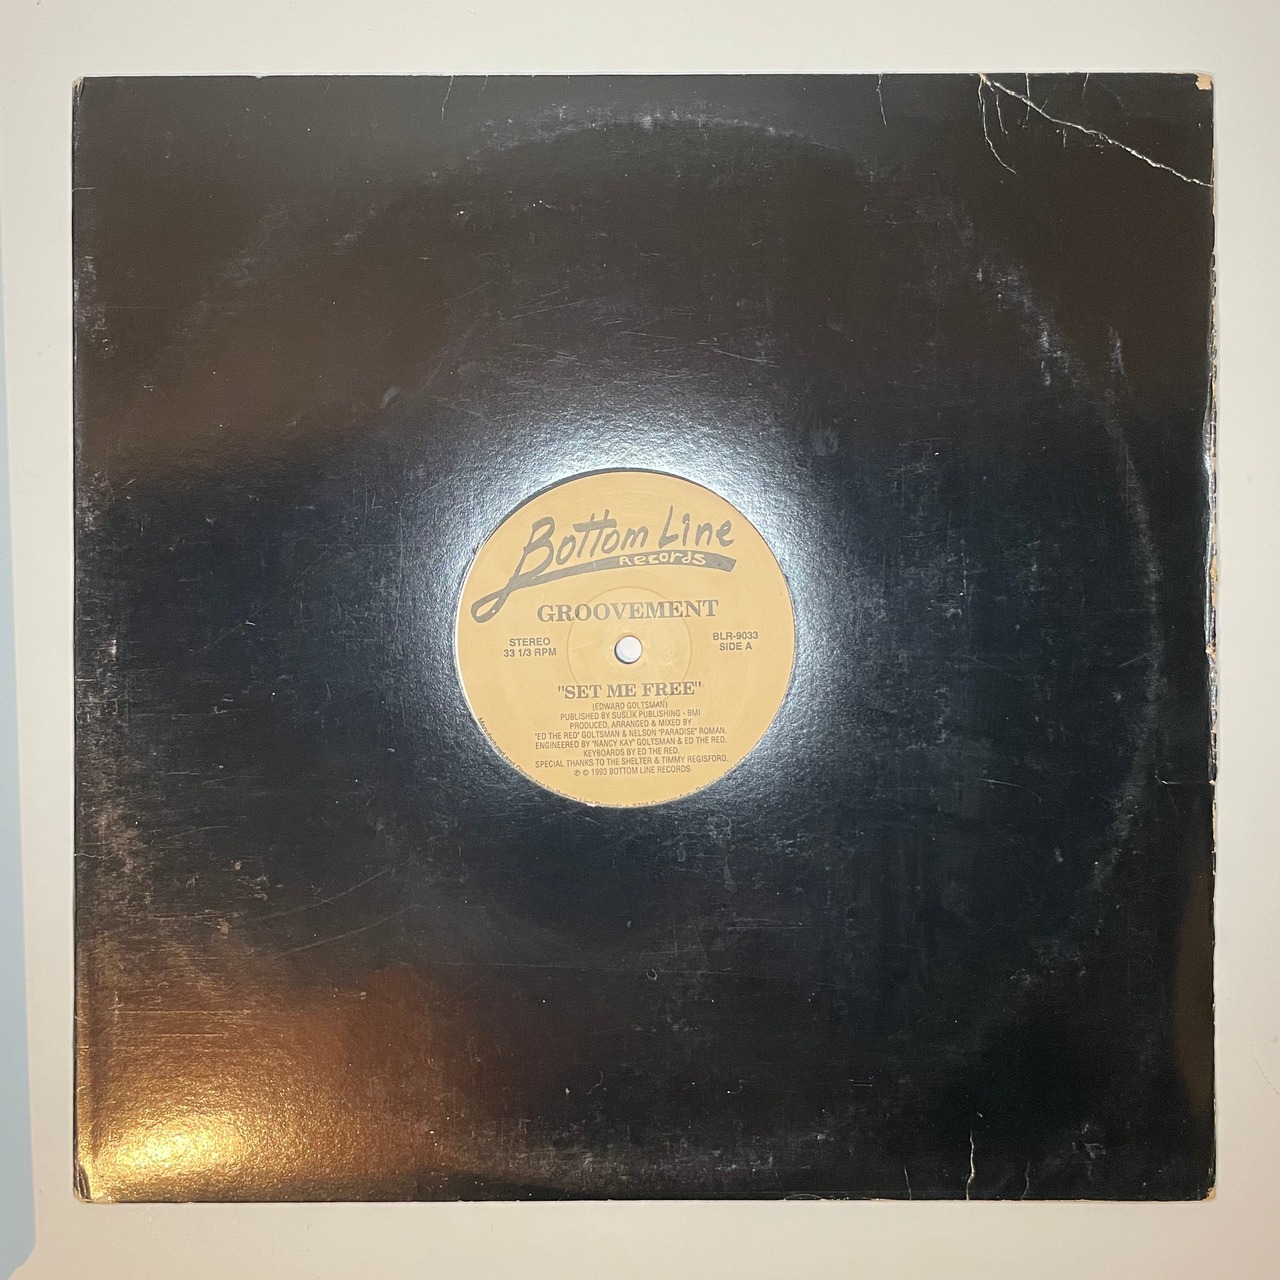 Bottom Line
Records
GROOVEMENT
STEREO
33 1/3 RPM
BLR-9033
SIDE A
"SET ME FREE"
(EDWARD GOLTSMAN)
PUBLISHED BY SUSLIK PUBLISHING - BMI
PRODUCED, ARRANGED & MIXED BY
"ED THE RED" GOLTSMAN & NELSON "PARADISE" ROMAN.
ENGINEERED BY "NANCY KAY" GOLTSMAN & ED THE RED.
KEYBOARDS BY ED THE RED.
SPECIAL THANKS TO THE SHELTER & TIMMY REGISFORD.
℗ © 1993 BOTTOM LINE RECORDS